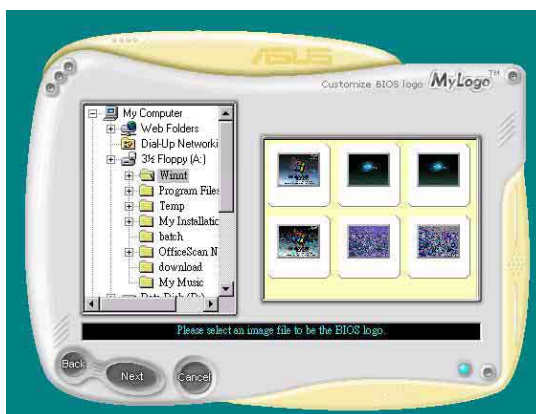 ASUS
Customize BIOS logo MyLogo™
My Computer
Web Folders
Dial-Up Networki
3½ Floppy (A:)
Winnt
Program Files
Temp
My Installatic
batch
OfficeScan N
download
My Music
Data Disk (D:)
Please select an image file to be the BIOS logo.
Back
Next
Cancel